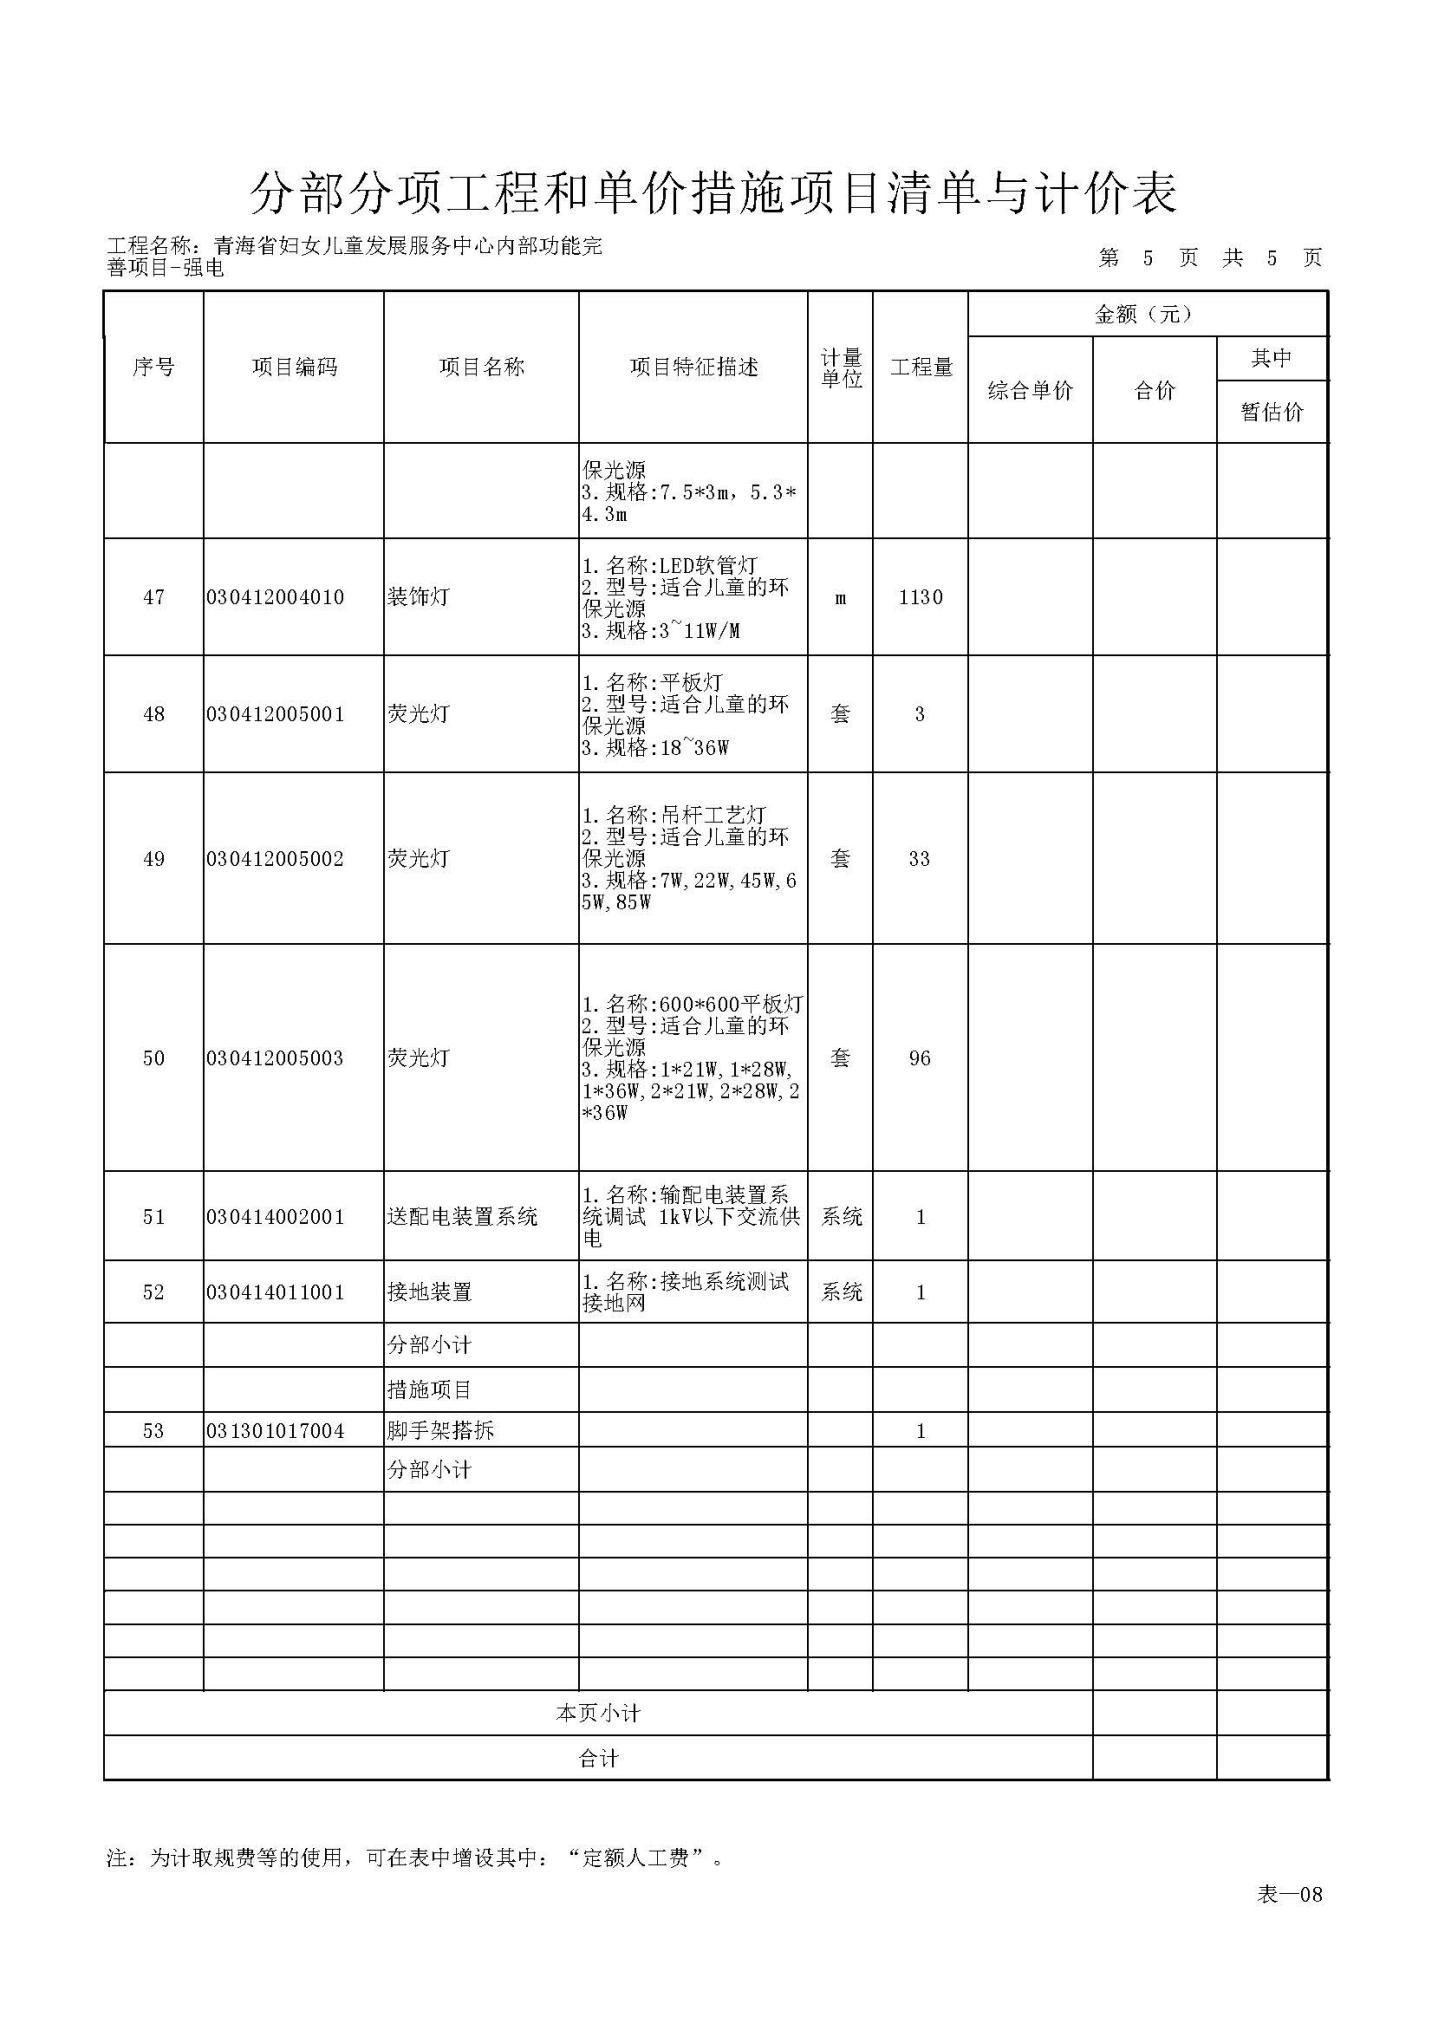 分部分项工程和单价措施项目清单与计价表
工程名称：青海省妇女儿童发展服务中心内部功能完
善项目-强电
第 5 页 共 5 页
序号 项目编码 项目名称 项目特征描述 计量单位 工程量 金额（元）
综合单价 合价 其中
暂估价
保光源
3.规格:7.5*3m，5.3*
4.3m
47 030412004010 装饰灯
1.名称:LED软管灯
2.型号:适合儿童的环
保光源
3.规格:3~11W/M
m 1130
48 030412005001 荧光灯
1.名称:平板灯
2.型号:适合儿童的环
保光源
3.规格:18~36W
套 3
49 030412005002 荧光灯
1.名称:吊杆工艺灯
2.型号:适合儿童的环
保光源
3.规格:7W,22W,45W,6
5W,85W
套 33
50 030412005003 荧光灯
1.名称:600*600平板灯
2.型号:适合儿童的环
保光源
3.规格:1*21W,1*28W,
1*36W,2*21W,2*28W,2
*36W
套 96
51 030414002001 送配电装置系统
1.名称:输配电装置系
统调试 1kV以下交流供
电
系统 1
52 030414011001 接地装置
1.名称:接地系统测试
接地网
系统 1
分部小计
措施项目
53 031301017004 脚手架搭拆 1
分部小计
本页小计
合计
注：为计取规费等的使用，可在表中增设其中：“定额人工费”。
表—08